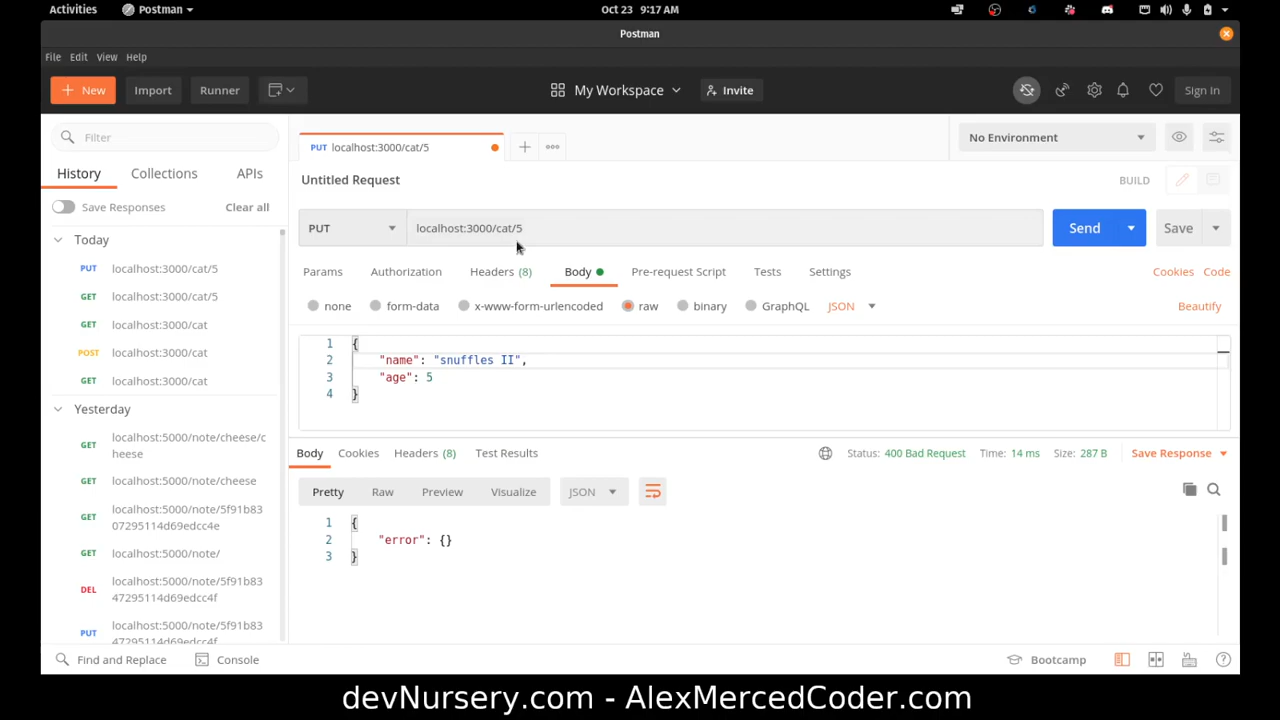 Activities
Postman
Oct 23 9:17 AM
Postman
File Edit View Help
New
Import
Runner
My Workspace
Invite
Sign In
Filter
PUT localhost:3000/cat/5
No Environment
History
Collections
APIs
Untitled Request
BUILD
Save Responses
Clear all
PUT
localhost:3000/cat/5
Send
Save
Today
PUT localhost:3000/cat/5
GET localhost:3000/cat/5
GET localhost:3000/cat
POST localhost:3000/cat
GET localhost:3000/cat
Yesterday
GET localhost:5000/note/cheese/c
heese
GET localhost:5000/note/cheese
GET localhost:5000/note/5f91b83
07295114d69edcc4e
GET localhost:5000/note/
DEL localhost:5000/note/5f91b83
47295114d69edcc4f
PUT localhost:5000/note/5f91b83
47295114d69edcc4f
Params
Authorization
Headers (8)
Body
Pre-request Script
Tests
Settings
Cookies
Code
none
form-data
x-www-form-urlencoded
raw
binary
GraphQL
JSON
Beautify
1 {
2 "name": "snuffles II",
3 "age": 5
4 }
Body
Cookies
Headers (8)
Test Results
Status: 400 Bad Request
Time: 14 ms
Size: 287 B
Save Response
Pretty
Raw
Preview
Visualize
JSON
1 {
2 "error": {}
3 }
Find and Replace
Console
Bootcamp
devNursery.com - AlexMercedCoder.com